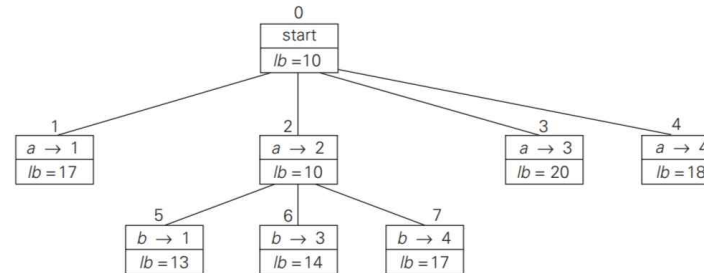 0
start
lb =10
1
a → 1
lb =17
2
a → 2
lb =10
3
a → 3
lb = 20
4
a → 4
lb =18
5
b → 1
lb =13
6
b → 3
lb =14
7
b → 4
lb =17